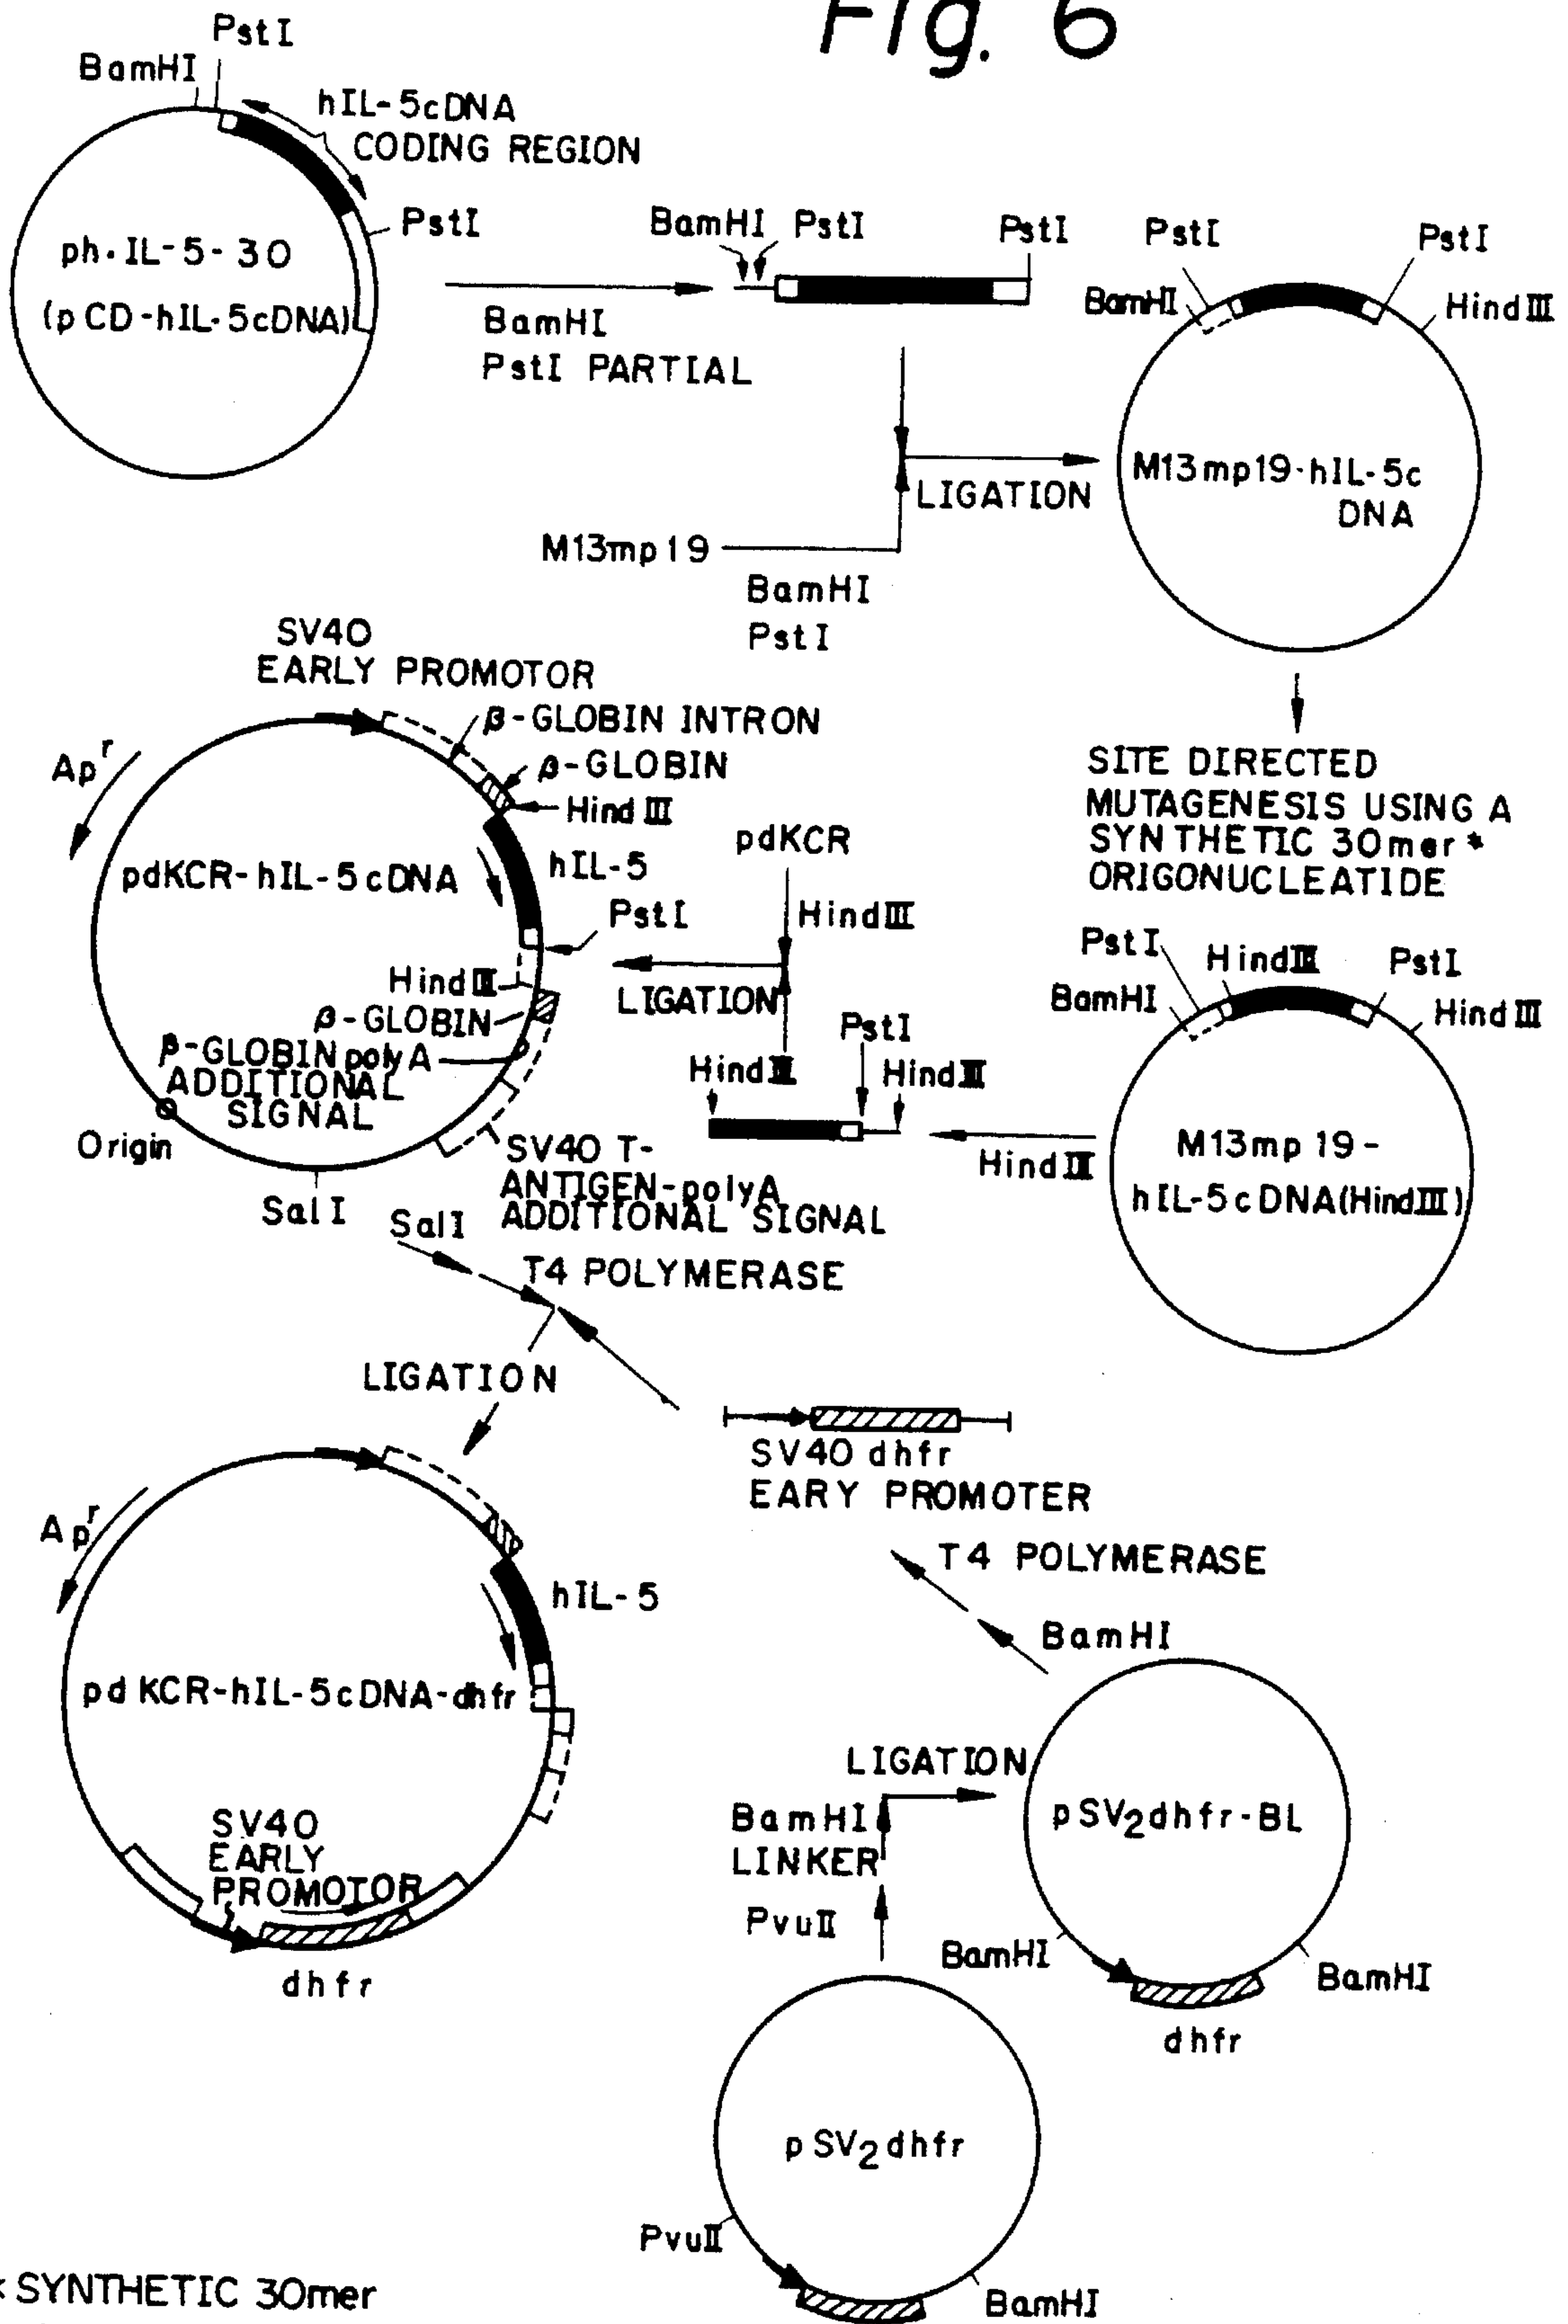 Fig. 6
PstI
BamHI
hIL-5cDNA
CODING REGION
PstI
ph·IL-5-30
(pCD-hIL-5cDNA)
BamHI
PstI PARTIAL
BamHI PstI
PstI
PstI
PstI
BamHI
HindIII
M13mp19-hIL-5c
DNA
LIGATION
M13mp19
BamHI
PstI
SITE DIRECTED
MUTAGENESIS USING A
SYNTHETIC 30mer*
ORIGONUCLEATIDE
SV40
EARLY PROMOTOR
β-GLOBIN INTRON
β-GLOBIN
HindIII
Apr
pdKCR-hIL-5cDNA
hIL-5
PstI
HindIII
β-GLOBIN
β-GLOBIN polyA
ADDITIONAL
SIGNAL
Origin
SalI
SV40 T-
ANTIGEN-polyA
ADDITIONAL SIGNAL
pdKCR
HindIII
LIGATION
PstI
HindIII
HindIII
HindIII
PstI
HindIII
PstI
BamHI
HindIII
M13mp19-
hIL-5cDNA(HindIII)
SalI
T4 POLYMERASE
LIGATION
SV40 dhfr
EARY PROMOTER
T4 POLYMERASE
BamHI
Apr
hIL-5
pdKCR-hIL-5cDNA-dhfr
SV40
EARLY
PROMOTOR
dhfr
LIGATION
BamHI
LINKER
PvuII
pSV2dhfr-BL
BamHI
BamHI
dhfr
pSV2dhfr
PvuII
BamHI
*SYNTHETIC 30mer